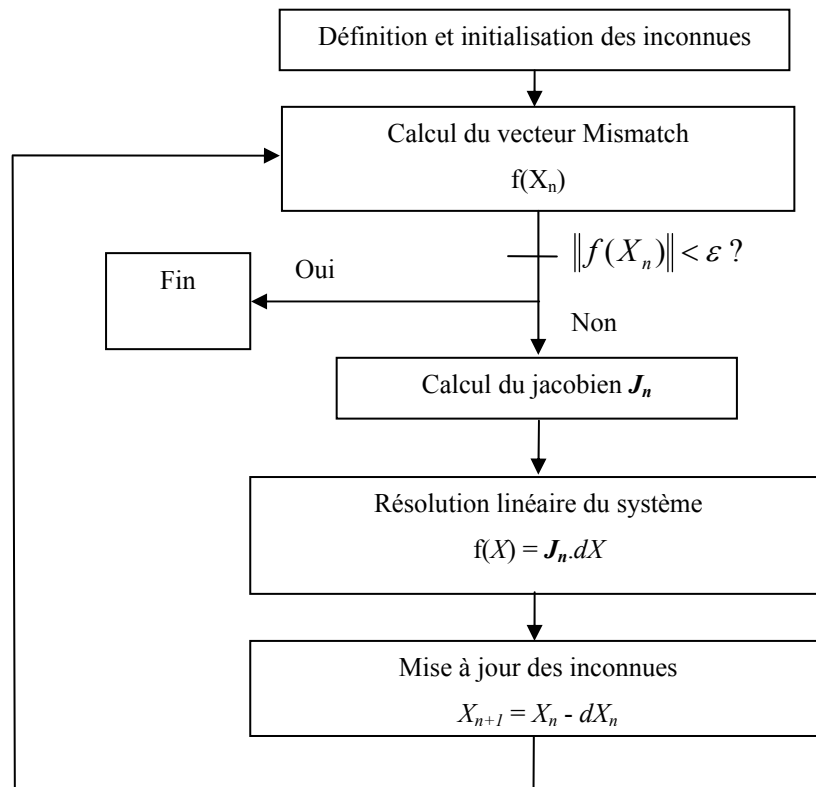 Définition et initialisation des inconnues
Calcul du vecteur Mismatch
f(Xₙ)
‖f(Xₙ)‖ < ε ?
Oui
Fin
Non
Calcul du jacobien Jₙ
Résolution linéaire du système
f(X) = Jₙ.dX
Mise à jour des inconnues
Xₙ₊₁ = Xₙ - dXₙ